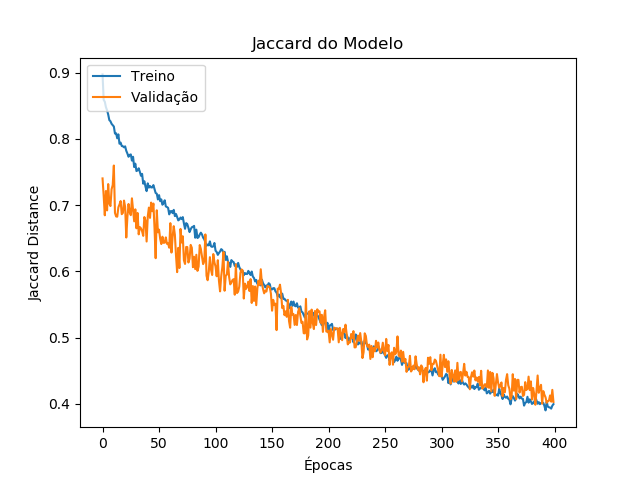 Jaccard do Modelo
Treino
Validação
Jaccard Distance
0.9
0.8
0.7
0.6
0.5
0.4
0 50 100 150 200 250 300 350 400
Épocas